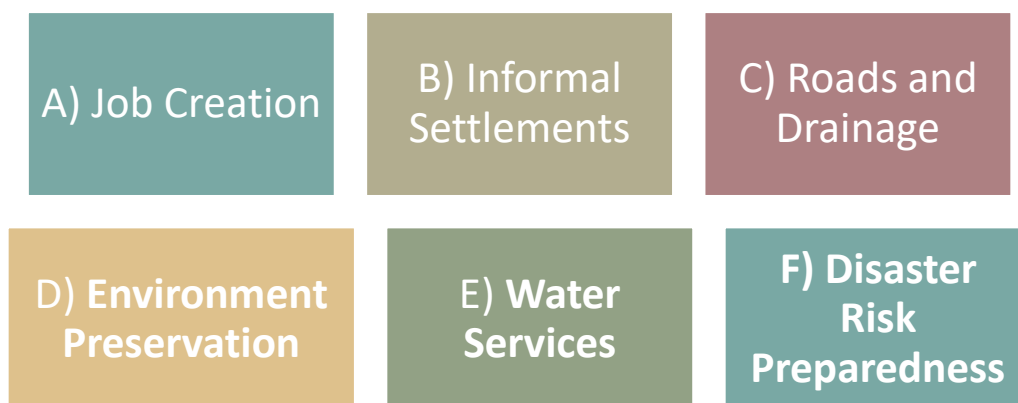 A) Job Creation
B) Informal
Settlements
C) Roads and
Drainage
D) Environment
Preservation
E) Water
Services
F) Disaster
Risk
Preparedness